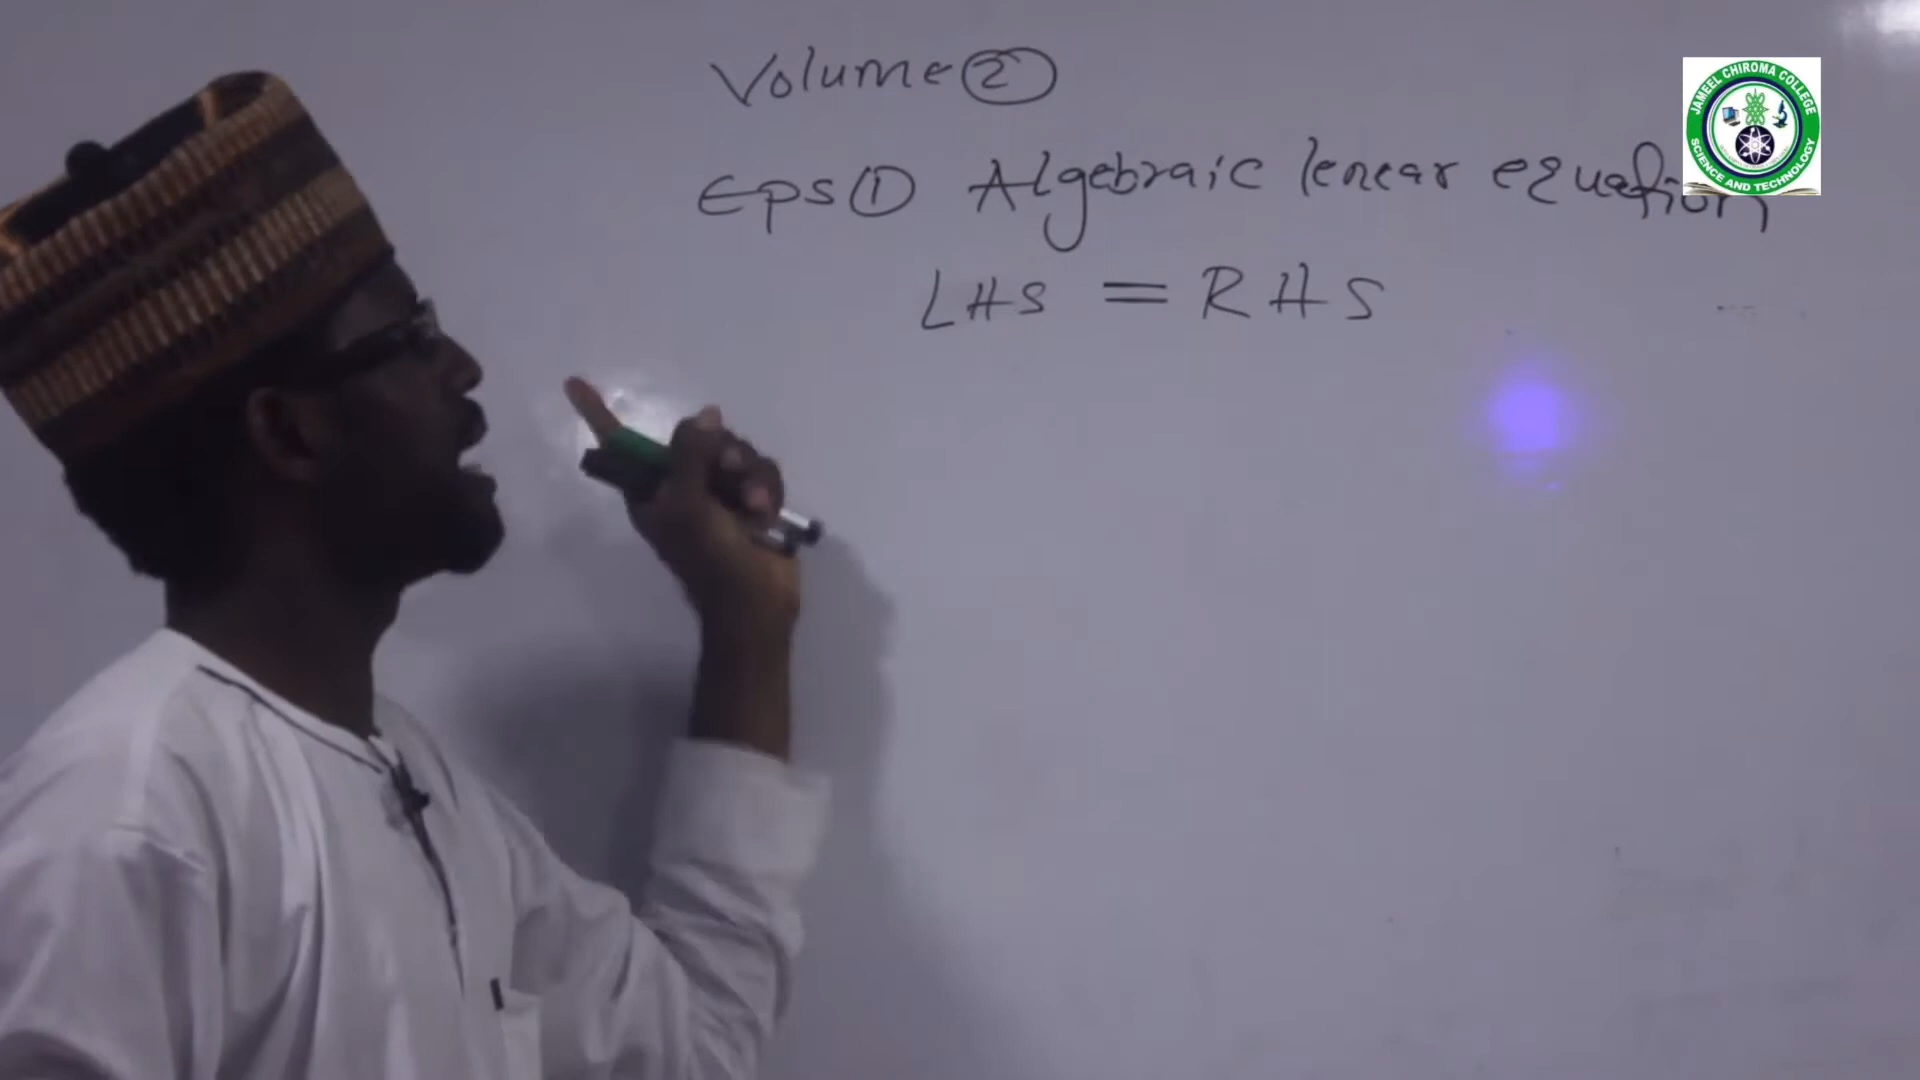 Volume ②
Eps ① Algebraic lenear equation
LHS = RHS
JAMEEL CHIROMA COLLEGE
SCIENCE AND TECHNOLOGY